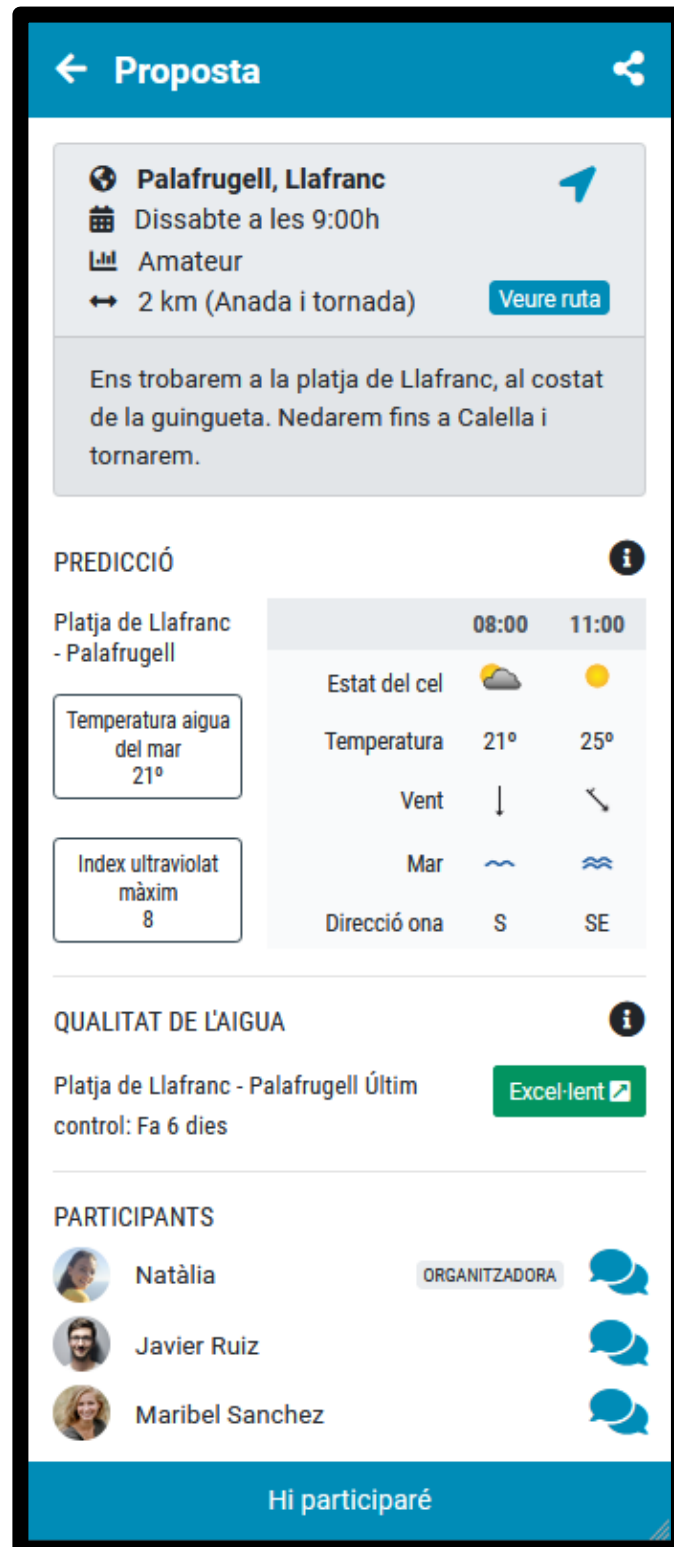 Proposta
Palafrugell, Llafranc
Dissabte a les 9:00h
Amateur
2 km (Anada i tornada)
Veure ruta
Ens trobarem a la platja de Llafranc, al costat
de la guingueta. Nedarem fins a Calella i
tornarem.
PREDICCIÓ
Platja de Llafranc
- Palafrugell
Temperatura aigua
del mar
21º
Index ultraviolat
màxim
8
08:00 11:00
Estat del cel
Temperatura 21º 25º
Vent
Mar
Direcció ona S SE
QUALITAT DE L'AIGUA
Platja de Llafranc - Palafrugell Últim
control: Fa 6 dies
Excel·lent
PARTICIPANTS
Natàlia ORGANITZADORA
Javier Ruiz
Maribel Sanchez
Hi participaré